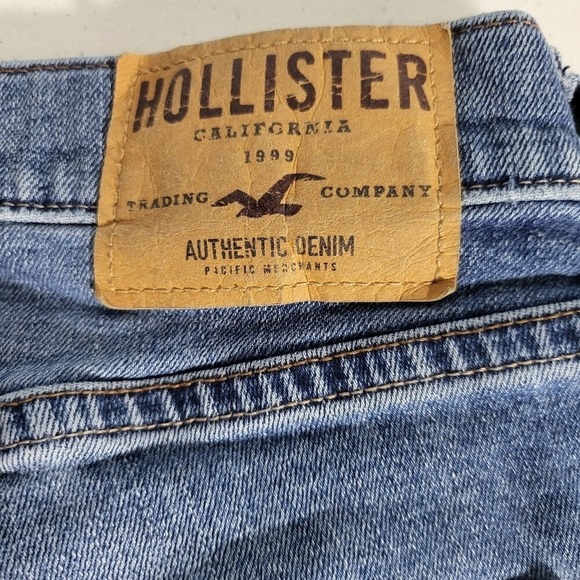 HOLLISTER
CALIFORNIA
1999
TRADING COMPANY
AUTHENTIC DENIM
PACIFIC MERCHANTS